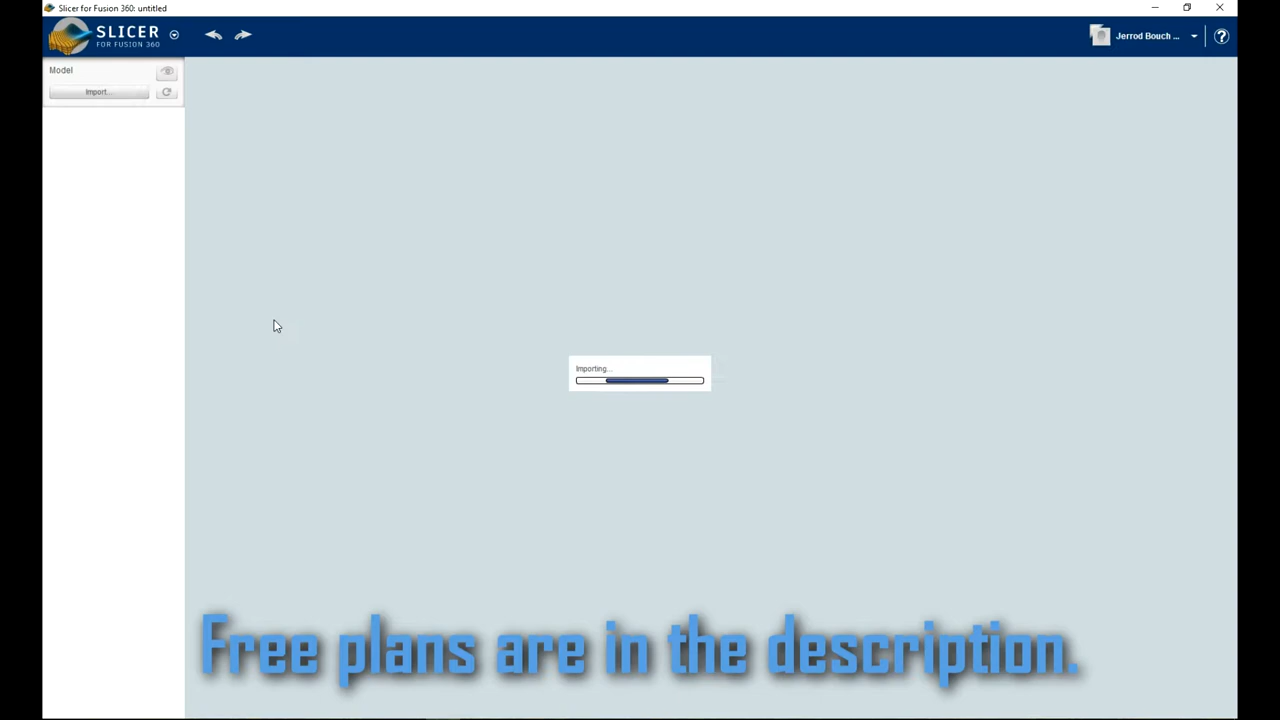 Slicer for Fusion 360: untitled
SLICER
FOR FUSION 360
Jerrod Bouch ...
?
Model
Import...
Importing...
Free plans are in the description.